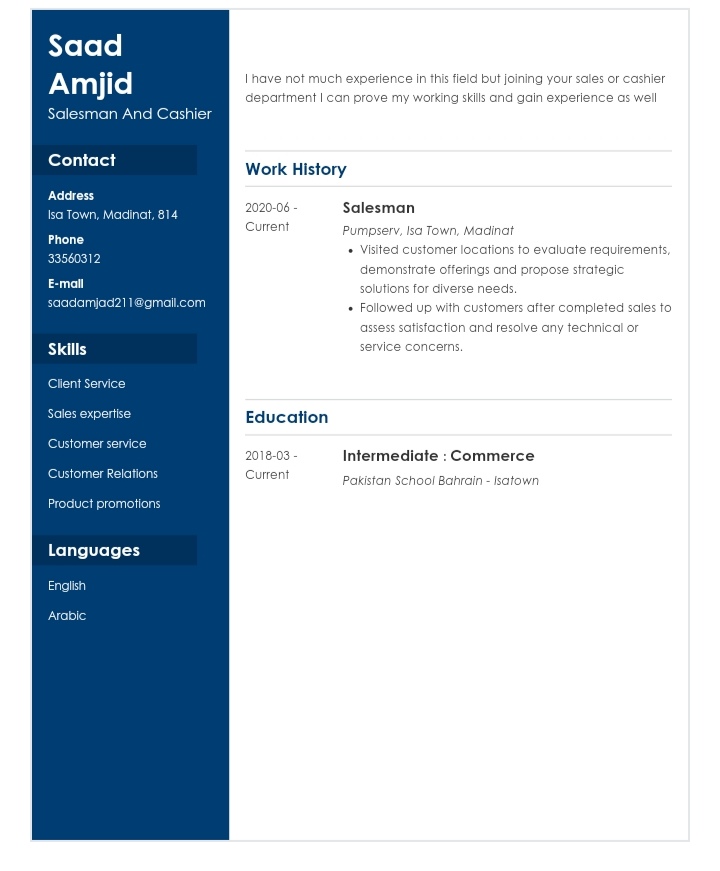 Saad
Amjid
Salesman And Cashier
Contact
Address
Isa Town, Madinat, 814
Phone
33560312
E-mail
saadamjad211@gmail.com
Skills
Client Service
Sales expertise
Customer service
Customer Relations
Product promotions
Languages
English
Arabic
I have not much experience in this field but joining your sales or cashier
department I can prove my working skills and gain experience as well
Work History
2020-06 -
Current
Salesman
Pumpserv, Isa Town, Madinat
• Visited customer locations to evaluate requirements,
demonstrate offerings and propose strategic
solutions for diverse needs.
• Followed up with customers after completed sales to
assess satisfaction and resolve any technical or
service concerns.
Education
2018-03 -
Current
Intermediate : Commerce
Pakistan School Bahrain - Isatown